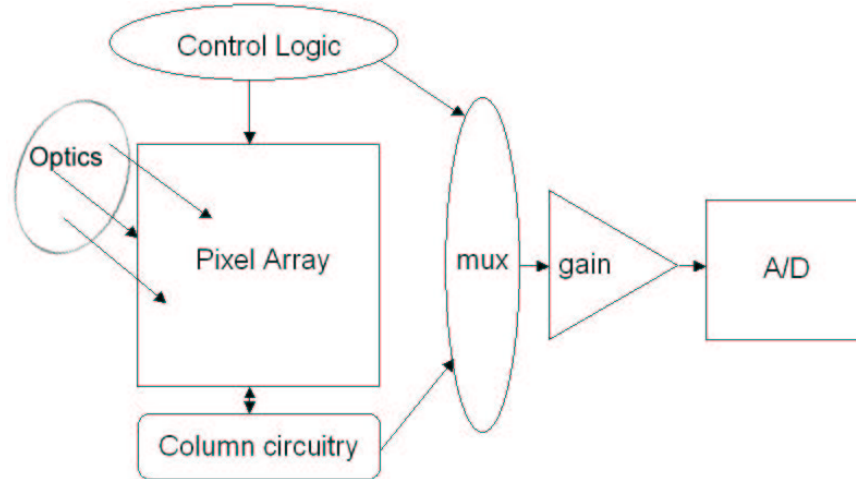 Control Logic
Optics
Pixel Array
mux
gain
A/D
Column circuitry